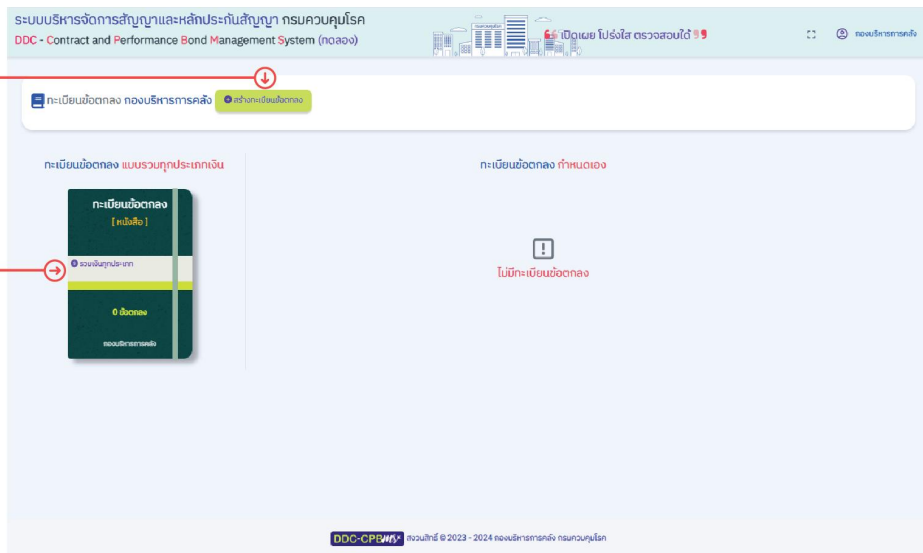 ระบบบริหารจัดการสัญญาและหลักประกันสัญญา กรมควบคุมโรค
DDC - Contract and Performance Bond Management System (ทดลอง)
กรมควบคุมโรค
เปิดเผย โปร่งใส ตรวจสอบได้
กองบริหารการคลัง
ทะเบียนข้อตกลง กองบริหารการคลัง
สร้างทะเบียนข้อตกลง
ทะเบียนข้อตกลง แบบรวมทุกประเภทเงิน
ทะเบียนข้อตกลง กำหนดเอง
ทะเบียนข้อตกลง
[ หนังสือ ]
รวมเงินทุกประเภท
0 ข้อตกลง
กองบริหารการคลัง
ไม่มีทะเบียนข้อตกลง
DDC-CPBMS สงวนสิทธิ์ © 2023 - 2024 กองบริหารการคลัง กรมควบคุมโรค